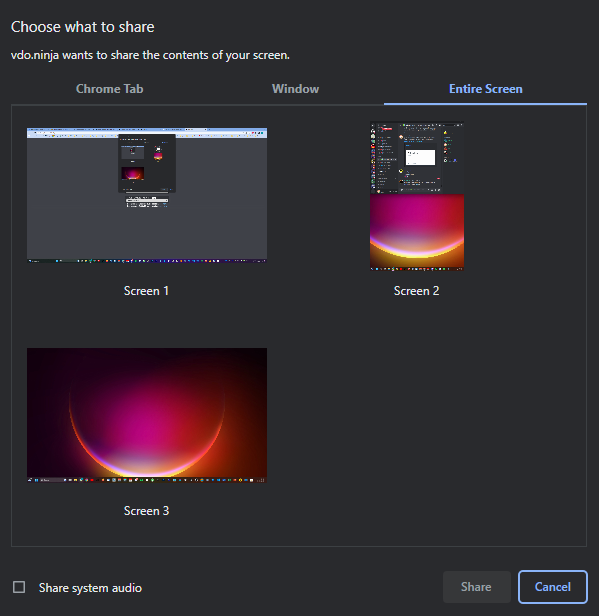 Choose what to share
vdo.ninja wants to share the contents of your screen.
Chrome Tab
Window
Entire Screen
Screen 1
Screen 2
Screen 3
Share system audio
Share
Cancel